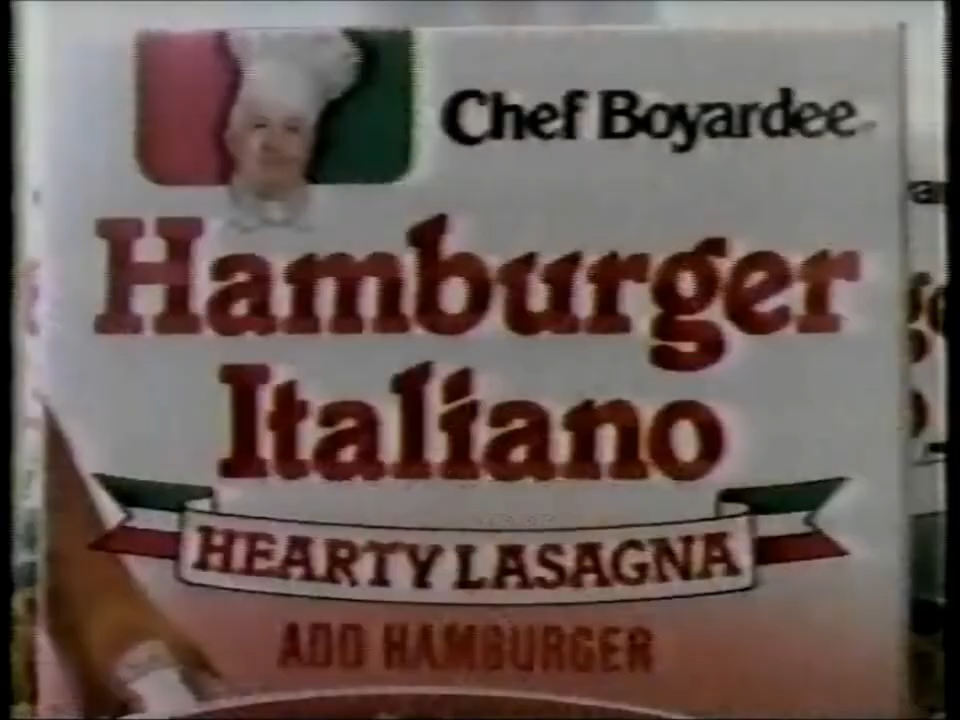 Chef Boyardee
Hamburger
Italiano
HEARTY LASAGNA
ADD HAMBURGER